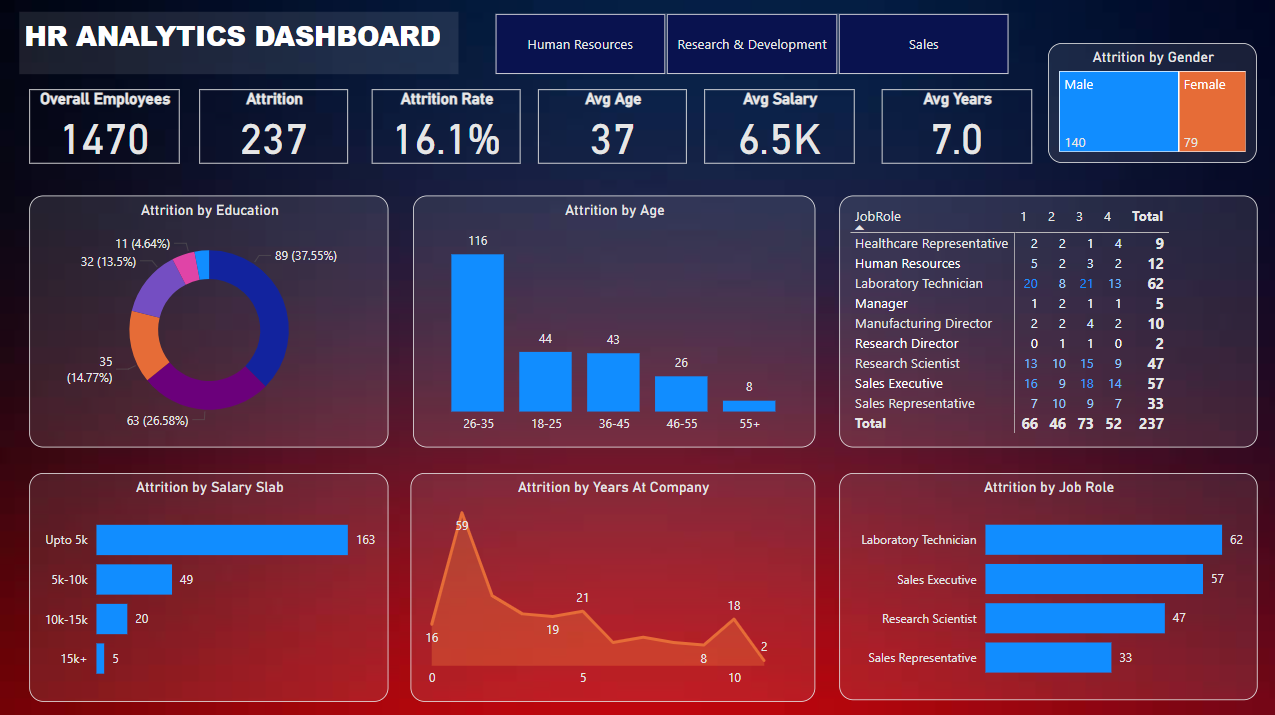 HR ANALYTICS DASHBOARD
Human Resources
Research & Development
Sales
Overall Employees
1470
Attrition
237
Attrition Rate
16.1%
Avg Age
37
Avg Salary
6.5K
Avg Years
7.0
Attrition by Gender
Male
140
Female
79
Attrition by Education
11 (4.64%)
32 (13.5%)
35
(14.77%)
63 (26.58%)
89 (37.55%)
Attrition by Age
116
44
43
26
8
26-35
18-25
36-45
46-55
55+
JobRole 1 2 3 4 Total
Healthcare Representative 2 2 1 4 9
Human Resources 5 2 3 2 12
Laboratory Technician 20 8 21 13 62
Manager 1 2 1 1 5
Manufacturing Director 2 2 4 2 10
Research Director 0 1 1 0 2
Research Scientist 13 10 15 9 47
Sales Executive 16 9 18 14 57
Sales Representative 7 10 9 7 33
Total 66 46 73 52 237
Attrition by Salary Slab
Upto 5k 163
5k-10k 49
10k-15k 20
15k+ 5
Attrition by Years At Company
59
16
19
21
8
18
2
0
5
10
Attrition by Job Role
Laboratory Technician 62
Sales Executive 57
Research Scientist 47
Sales Representative 33